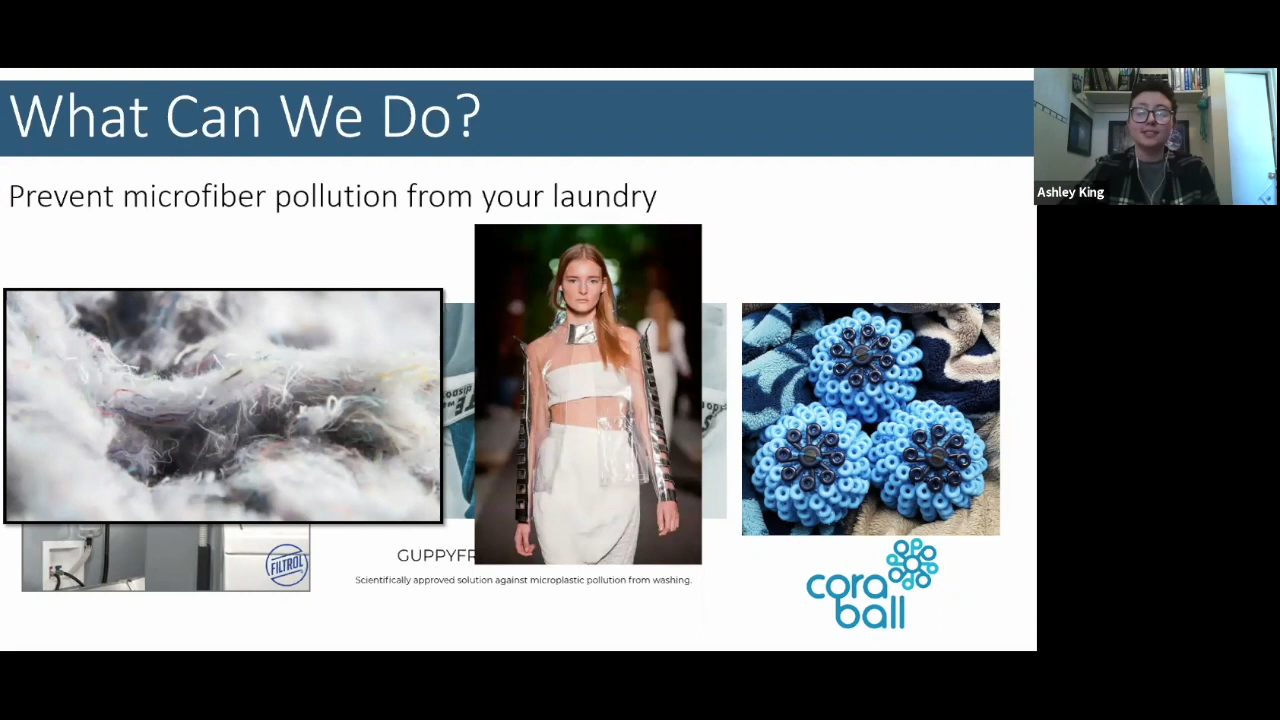 What Can We Do?
Ashley King
Prevent microfiber pollution from your laundry
FILTROL
GUPPYFR
Scientifically approved solution against microplastic pollution from washing.
cora
ball